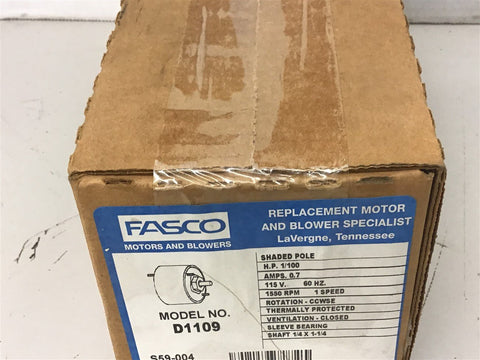 FASCO
MOTORS AND BLOWERS
REPLACEMENT MOTOR
AND BLOWER SPECIALIST
LaVergne, Tennessee
MODEL NO.
D1109
S59-004
SHADED POLE
H.P. 1/100
AMPS. 0.7
115 V. 60 HZ.
1550 RPM 1 SPEED
ROTATION - CCWSE
THERMALLY PROTECTED
VENTILATION - CLOSED
SLEEVE BEARING
SHAFT 1/4 X 1-1/4